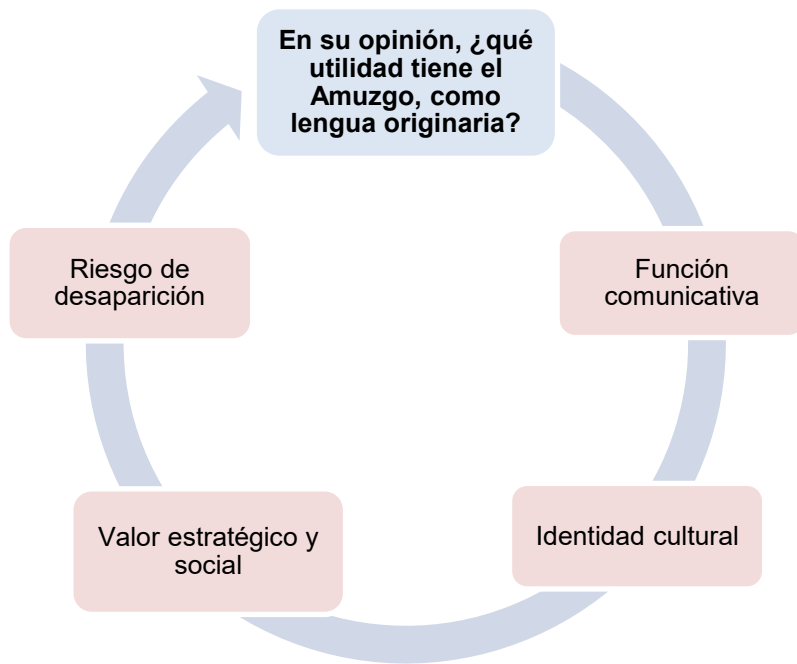 En su opinión, ¿qué
utilidad tiene el
Amuzgo, como
lengua originaria?
Función
comunicativa
Identidad cultural
Valor estratégico y
social
Riesgo de
desaparición